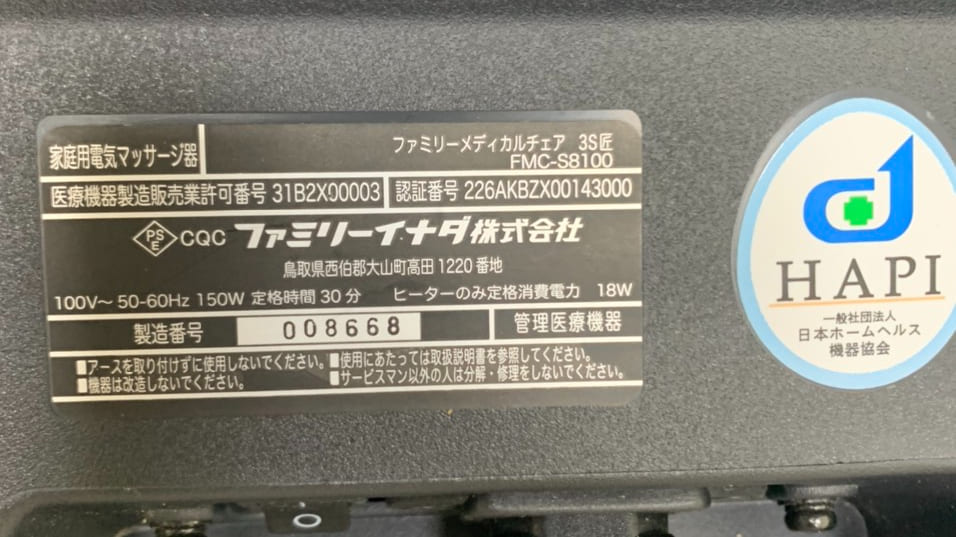 家庭用電気マッサージ器
ファミリーメディカルチェア 3S匠
FMC-S8100
医療機器製造販売業許可番号 31B2X00003
認証番号 226AKBZX00143000
PS
E
CQC ファミリーイナダ株式会社
鳥取県西伯郡大山町高田1220番地
100V～ 50-60Hz 150W 定格時間30分 ヒーターのみ定格消費電力 18W
製造番号 008668 管理医療機器
■アースを取り付けずに使用しないでください。
■機器は改造しないでください。
■使用にあたっては取扱説明書を参照してください。
■サービスマン以外の人は分解・修理をしないでください。
HAPI
一般社団法人
日本ホームヘルス
機器協会